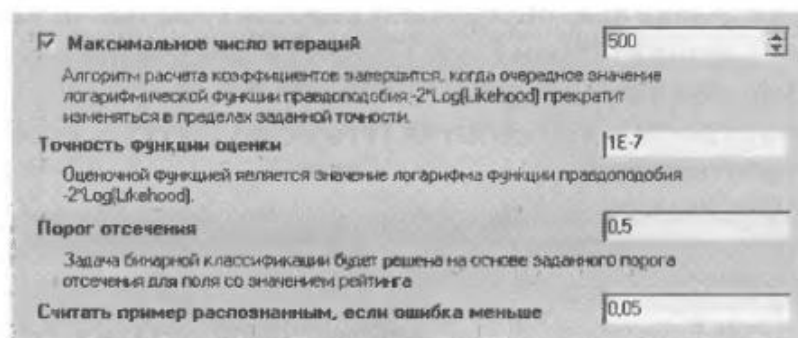 Максимальное число итераций
500
Алгоритм расчета коэффициентов завершится, когда очередное значение
логарифмической функции правдоподобия -2*Log(Likehood) прекратит
изменяться в пределах заданной точности.
Точность функции оценки
1E-7
Оценочной функцией является значение логарифма функции правдоподобия
-2*Log(Likehood).
Порог отсечения
0,5
Задача бинарной классификации будет решена на основе заданного порога
отсечения для поля со значением рейтинга
Считать пример распознанным, если ошибка меньше
0,05